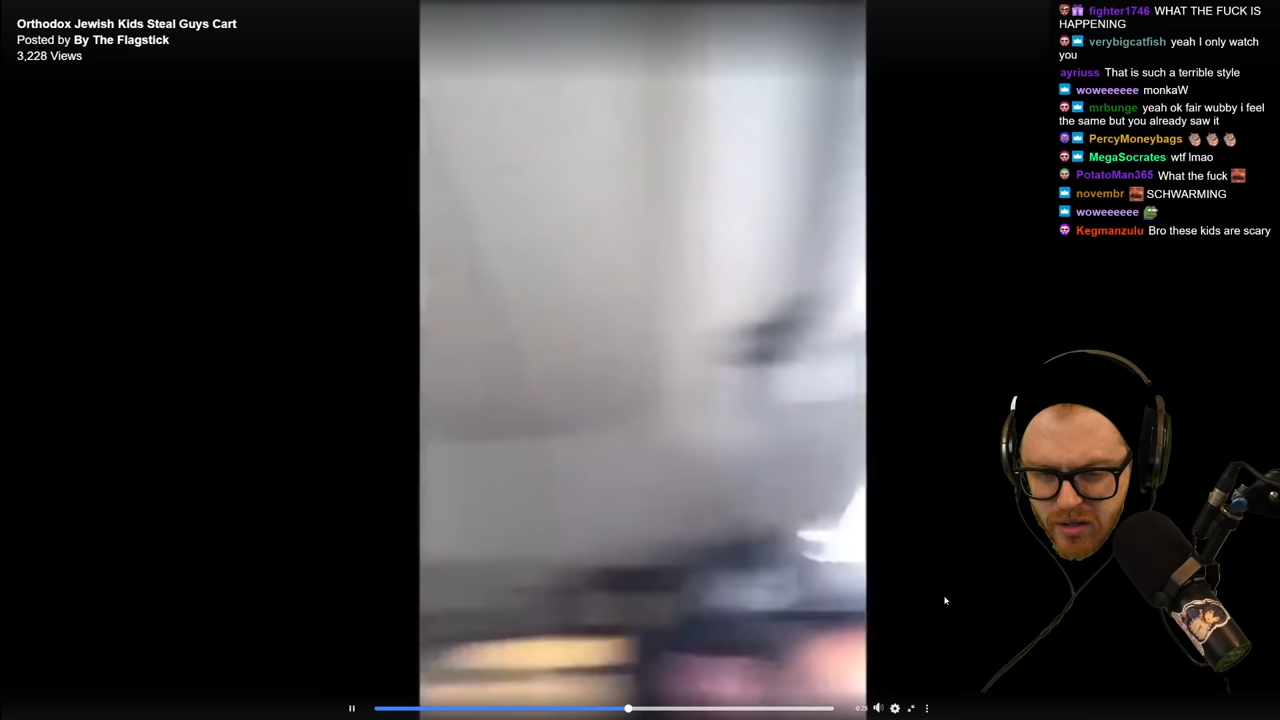 Orthodox Jewish Kids Steal Guys Cart
Posted by By The Flagstick
3,228 Views
fighter1746 WHAT THE FUCK IS
HAPPENING
verybigcatfish yeah I only watch
you
ayriuss That is such a terrible style
woweeeeee monkaW
mrbunge yeah ok fair wubby i feel
the same but you already saw it
PercyMoneybags
MegaSocrates wtf lmao
PotatoMan365 What the fuck
novembr SCHWARMING
woweeeeee
Kegmanzulu Bro these kids are scary
0:25